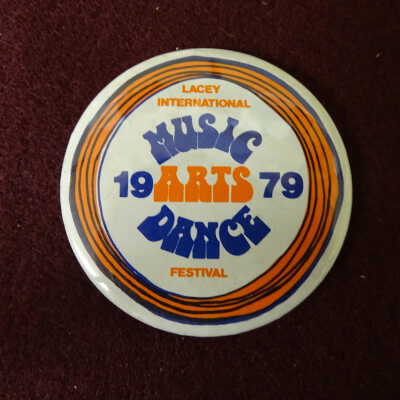 LACEY
INTERNATIONAL
MUSIC
19 ARTS 79
DANCE
FESTIVAL